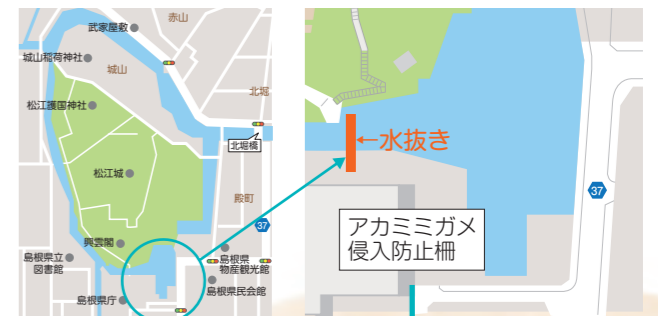 赤山
武家屋敷
城山稲荷神社
城山
北堀
松江護国神社
北堀橋
松江城
殿町
37
興雲閣
島根県立
図書館
島根県
物産観光館
島根県民会館
島根県庁
←水抜き
37
アカミミガメ
侵入防止柵